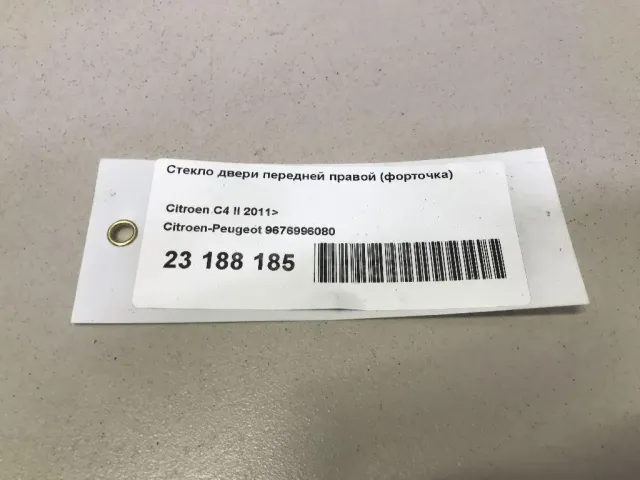 Стекло двери передней правой (форточка)
Citroen C4 II 2011>
Citroen-Peugeot 9676996080
23 188 185